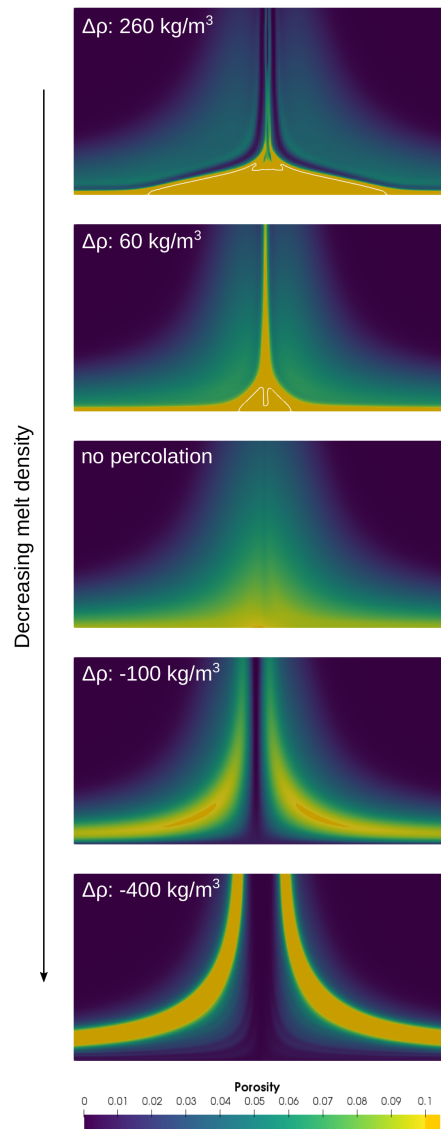 Δρ: 260 kg/m³
Δρ: 60 kg/m³
no percolation
Decreasing melt density
Δρ: -100 kg/m³
Δρ: -400 kg/m³
Porosity
0 0.01 0.02 0.03 0.04 0.05 0.06 0.07 0.08 0.09 0.1